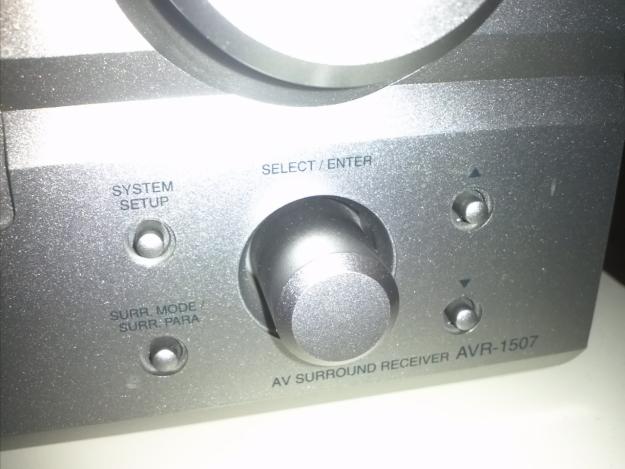 SELECT / ENTER
SYSTEM
SETUP
SURR. MODE /
SURR. PARA
AV SURROUND RECEIVER AVR-1507